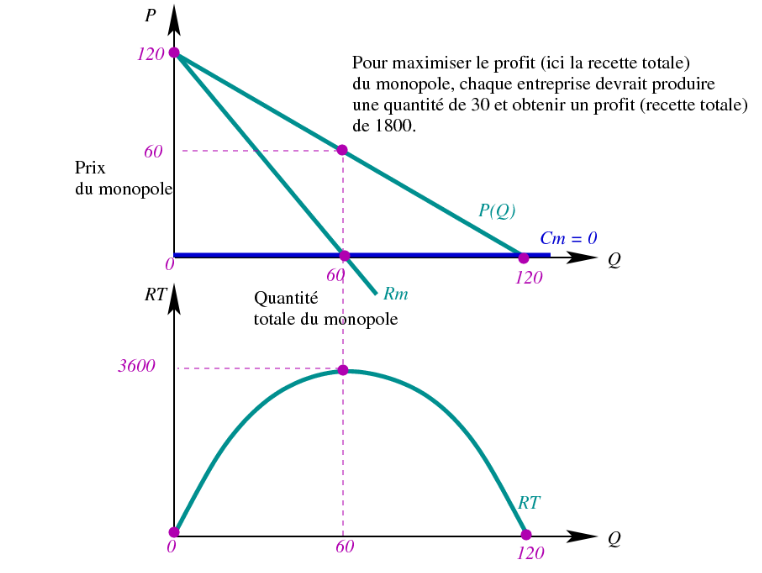 P
120
Pour maximiser le profit (ici la recette totale)
du monopole, chaque entreprise devrait produire
une quantité de 30 et obtenir un profit (recette totale)
de 1800.
60
Prix
du monopole
P(Q)
Cm = 0
0
60
120
Q
RT
Quantité
totale du monopole
Rm
3600
RT
0
60
120
Q